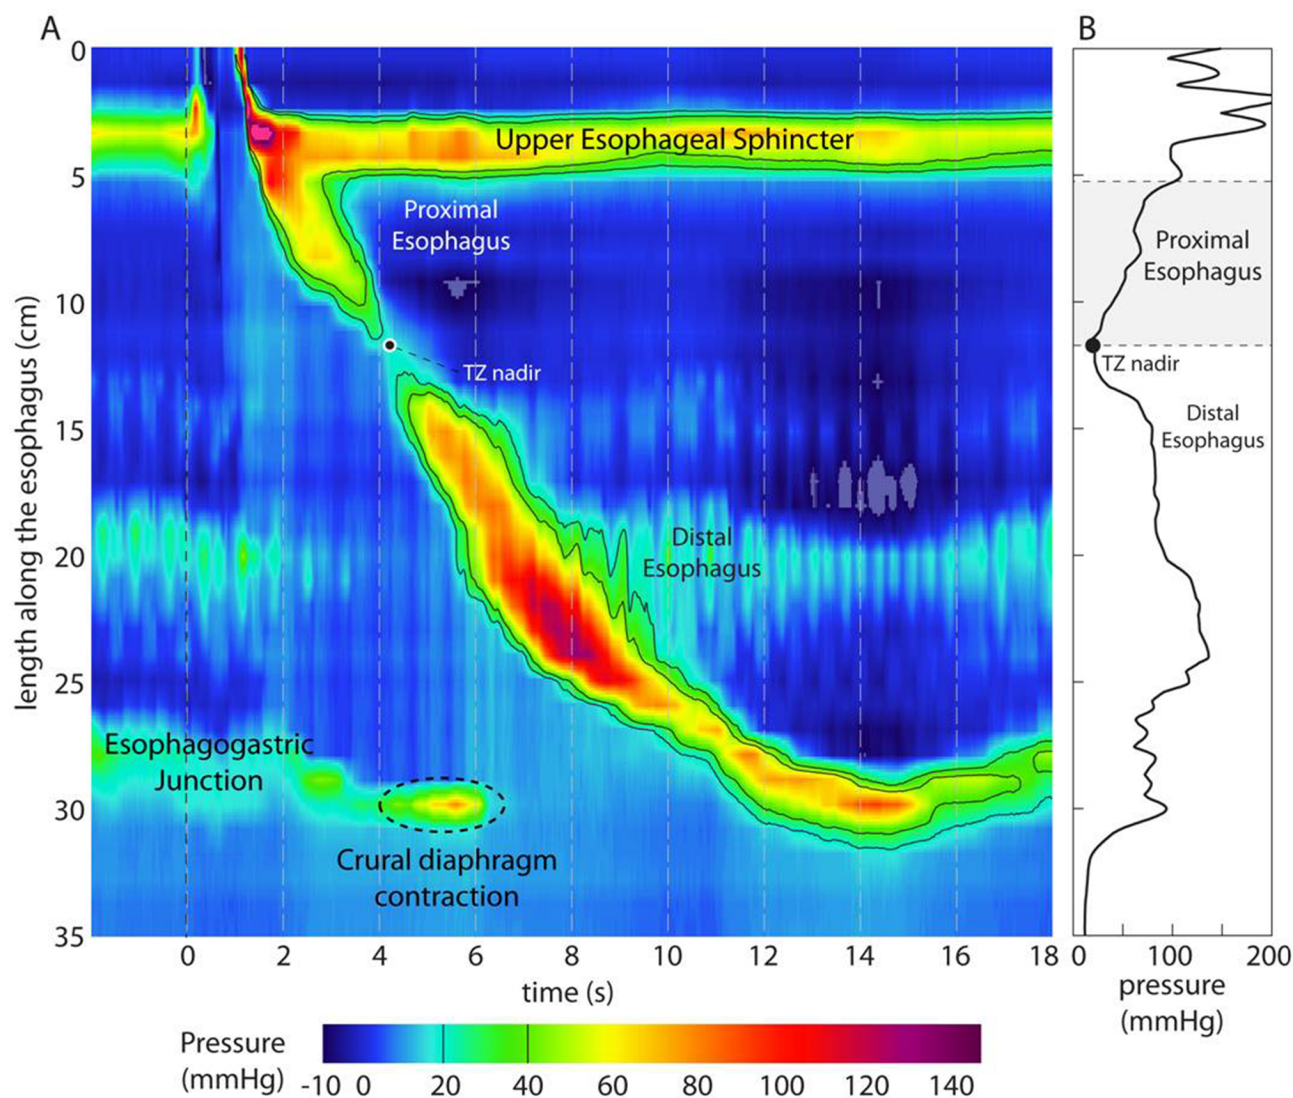 A
B
0
5
10
15
20
25
30
35
length along the esophagus (cm)
Upper Esophageal Sphincter
Proximal
Esophagus
TZ nadir
Distal
Esophagus
Esophagogastric
Junction
Crural diaphragm
contraction
0 2 4 6 8 10 12 14 16 18
time (s)
Proximal
Esophagus
TZ nadir
Distal
Esophagus
0 100 200
pressure
(mmHg)
Pressure
(mmHg)
-10 0 20 40 60 80 100 120 140